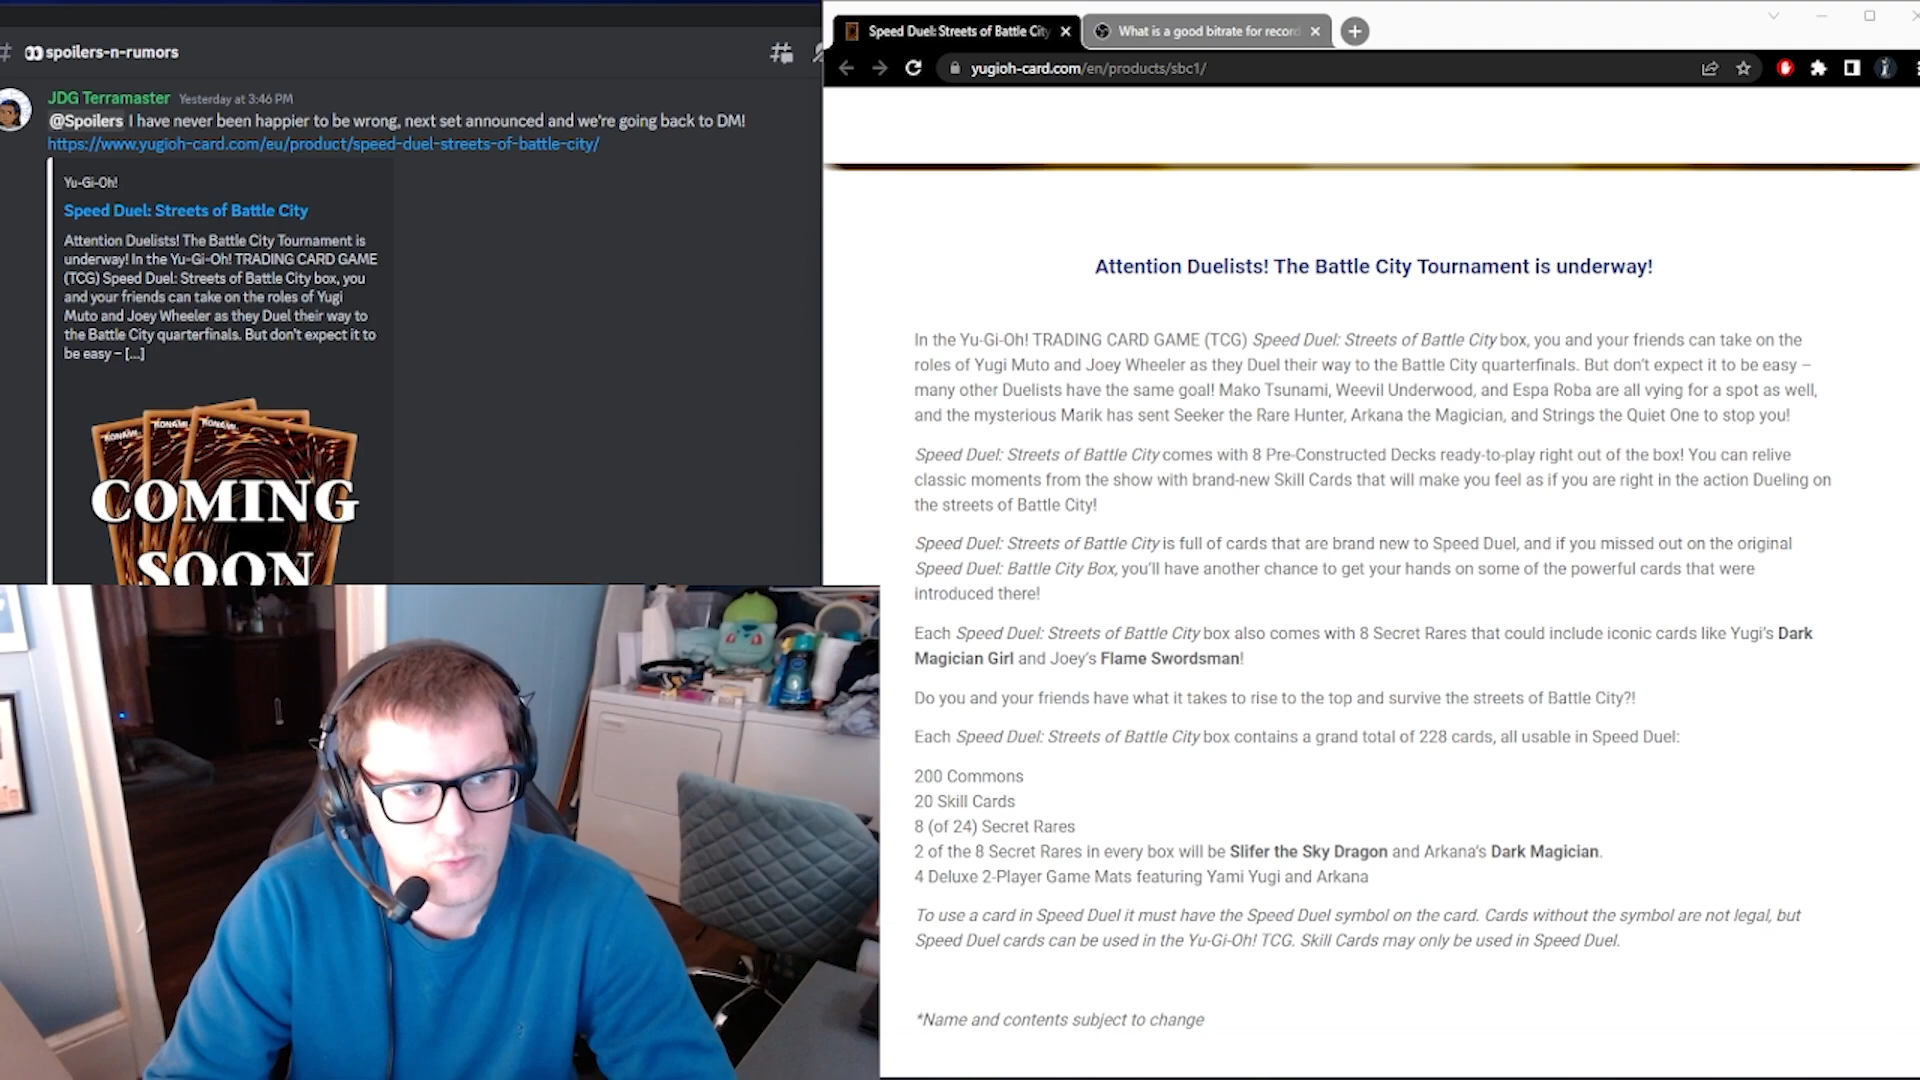 spoilers-n-rumors
JDG Terramaster Yesterday at 3:46 PM
@Spoilers I have never been happier to be wrong, next set announced and we're going back to DM!
https://www.yugioh-card.com/eu/product/speed-duel-streets-of-battle-city/
Yu-Gi-Oh!
Speed Duel: Streets of Battle City
Attention Duelists! The Battle City Tournament is
underway! In the Yu-Gi-Oh! TRADING CARD GAME
(TCG) Speed Duel: Streets of Battle City box, you
and your friends can take on the roles of Yugi
Muto and Joey Wheeler as they Duel their way to
the Battle City quarterfinals. But don't expect it to
be easy – [...]
KONAMI KONAMI KONAMI
COMING
SOON
Speed Duel: Streets of Battle City
What is a good bitrate for record
yugioh-card.com/en/products/sbc1/
Attention Duelists! The Battle City Tournament is underway!
In the Yu-Gi-Oh! TRADING CARD GAME (TCG) Speed Duel: Streets of Battle City box, you and your friends can take on the
roles of Yugi Muto and Joey Wheeler as they Duel their way to the Battle City quarterfinals. But don't expect it to be easy –
many other Duelists have the same goal! Mako Tsunami, Weevil Underwood, and Espa Roba are all vying for a spot as well,
and the mysterious Marik has sent Seeker the Rare Hunter, Arkana the Magician, and Strings the Quiet One to stop you!
Speed Duel: Streets of Battle City comes with 8 Pre-Constructed Decks ready-to-play right out of the box! You can relive
classic moments from the show with brand-new Skill Cards that will make you feel as if you are right in the action Dueling on
the streets of Battle City!
Speed Duel: Streets of Battle City is full of cards that are brand new to Speed Duel, and if you missed out on the original
Speed Duel: Battle City Box, you'll have another chance to get your hands on some of the powerful cards that were
introduced there!
Each Speed Duel: Streets of Battle City box also comes with 8 Secret Rares that could include iconic cards like Yugi's Dark
Magician Girl and Joey's Flame Swordsman!
Do you and your friends have what it takes to rise to the top and survive the streets of Battle City?!
Each Speed Duel: Streets of Battle City box contains a grand total of 228 cards, all usable in Speed Duel:
200 Commons
20 Skill Cards
8 (of 24) Secret Rares
2 of the 8 Secret Rares in every box will be Slifer the Sky Dragon and Arkana's Dark Magician.
4 Deluxe 2-Player Game Mats featuring Yami Yugi and Arkana
To use a card in Speed Duel it must have the Speed Duel symbol on the card. Cards without the symbol are not legal, but
Speed Duel cards can be used in the Yu-Gi-Oh! TCG. Skill Cards may only be used in Speed Duel.
*Name and contents subject to change